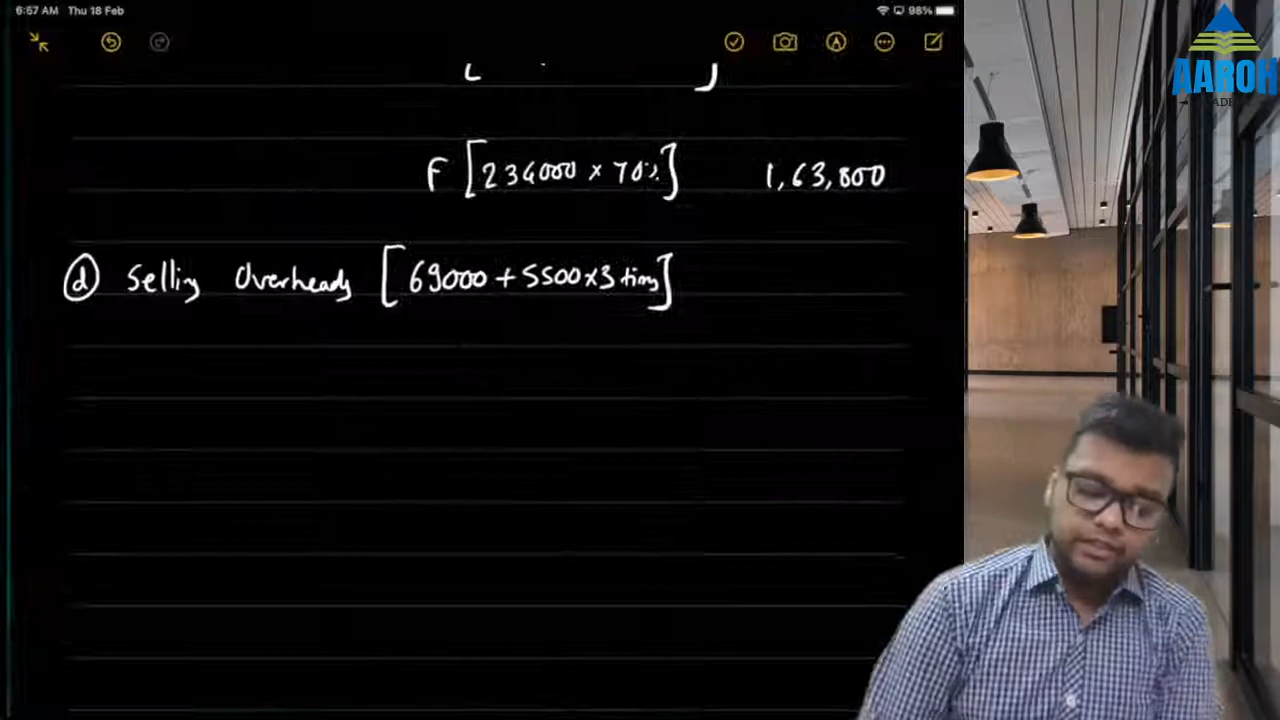 6:57 AM Thu 18 Feb
98%
AAROH
F [234000 × 70%] 1,63,800
(d) Selling Overheads [69000 + 5500×3 times]